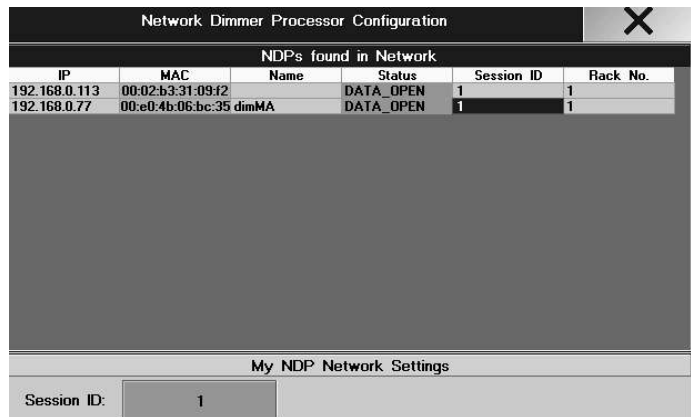 Network Dimmer Processor Configuration
NDPs found in Network
IP MAC Name Status Session ID Rack No.
192.168.0.113 00:02:b3:31:09:f2 DATA_OPEN 1 1
192.168.0.77 00:e0:4b:06:bc:35 dimMA DATA_OPEN 1 1
My NDP Network Settings
Session ID: 1